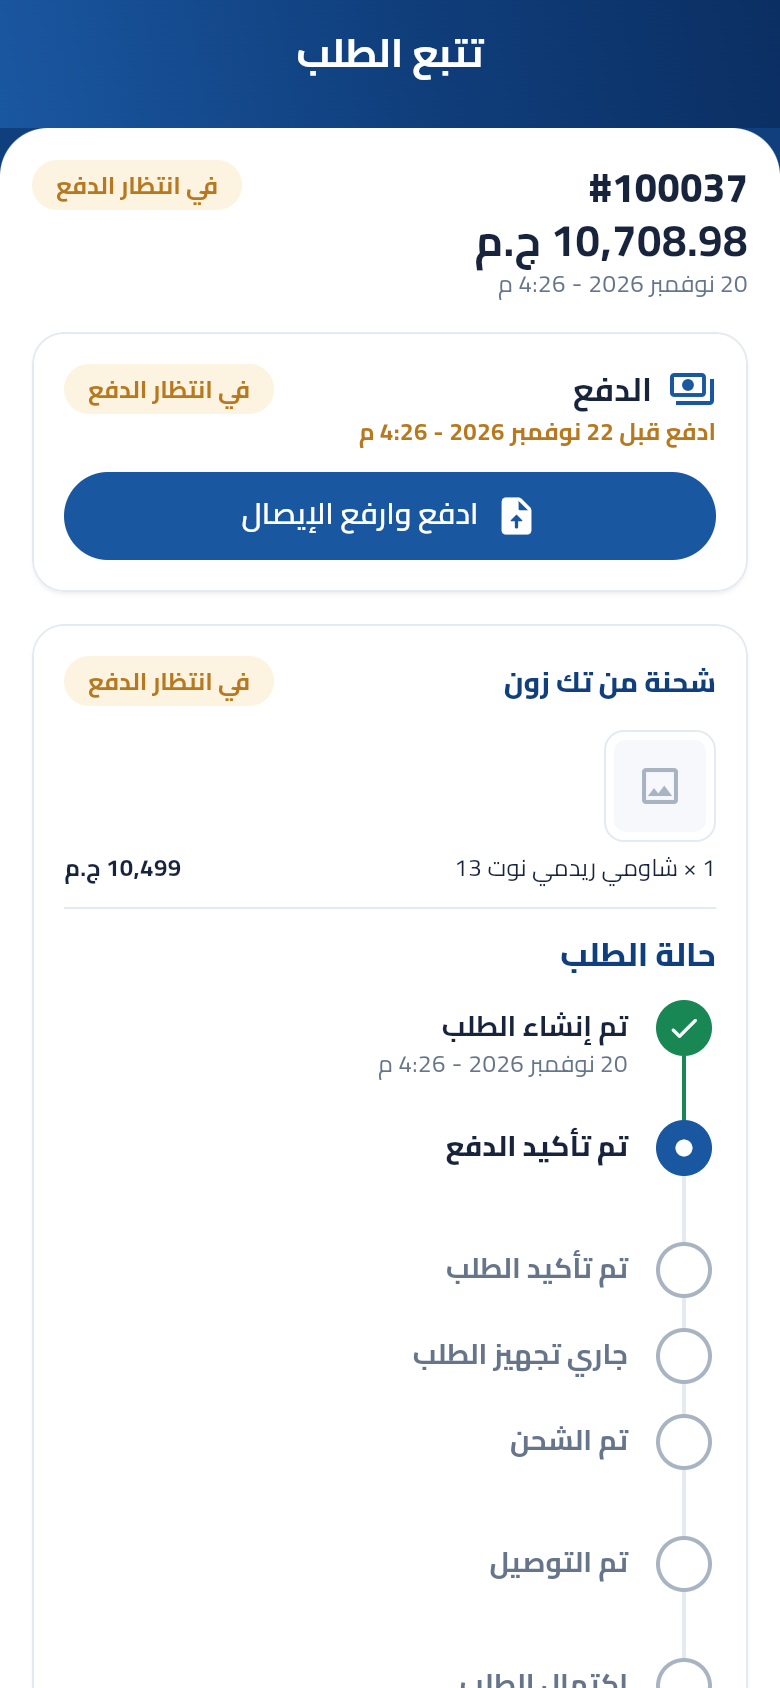 تتبع الطلب
#100037
في انتظار الدفع
10,708.98 ج.م
20 نوفمبر 2026 - 4:26 م
الدفع
في انتظار الدفع
ادفع قبل 22 نوفمبر 2026 - 4:26 م
ادفع وارفع الإيصال
شحنة من تك زون
في انتظار الدفع
1 × شاومي ريدمي نوت 13
10,499 ج.م
حالة الطلب
تم إنشاء الطلب
20 نوفمبر 2026 - 4:26 م
تم تأكيد الدفع
تم تأكيد الطلب
جاري تجهيز الطلب
تم الشحن
تم التوصيل
اكتمال الطلب